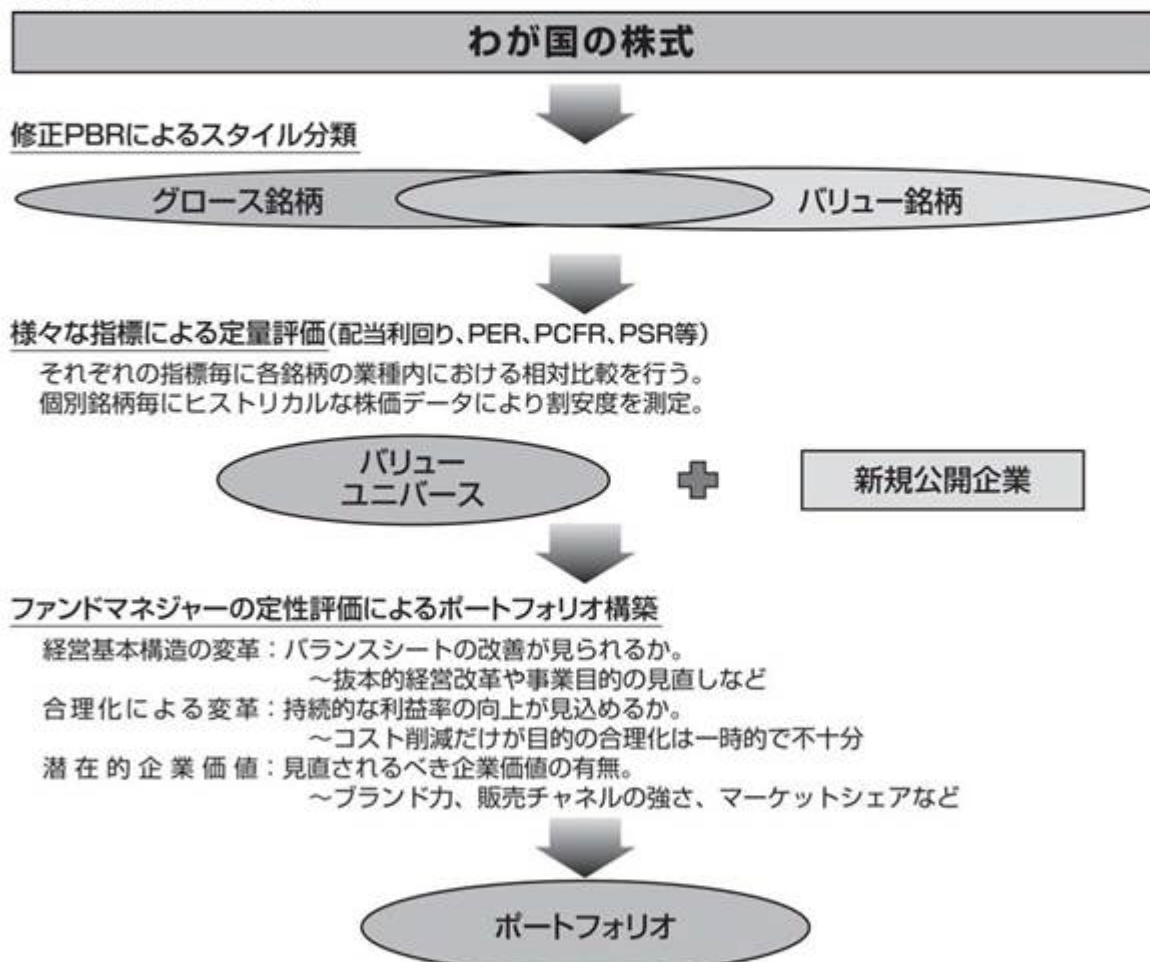 わが国の株式
修正PBRによるスタイル分類
グロース銘柄
バリュー銘柄
様々な指標による定量評価(配当利回り、PER、PCFR、PSR等)
それぞれの指標毎に各銘柄の業種内における相対比較を行う。
個別銘柄毎にヒストリカルな株価データにより割安度を測定。
バリュー
ユニバース
新規公開企業
ファンドマネジャーの定性評価によるポートフォリオ構築
経営基本構造の変革：バランスシートの改善が見られるか。
～抜本的経営改革や事業目的の見直しなど
合理化による変革：持続的な利益率の向上が見込めるか。
～コスト削減だけが目的の合理化は一時的で不十分
潜在的企業価値：見直されるべき企業価値の有無。
～ブランド力、販売チャネルの強さ、マーケットシェアなど
ポートフォリオ